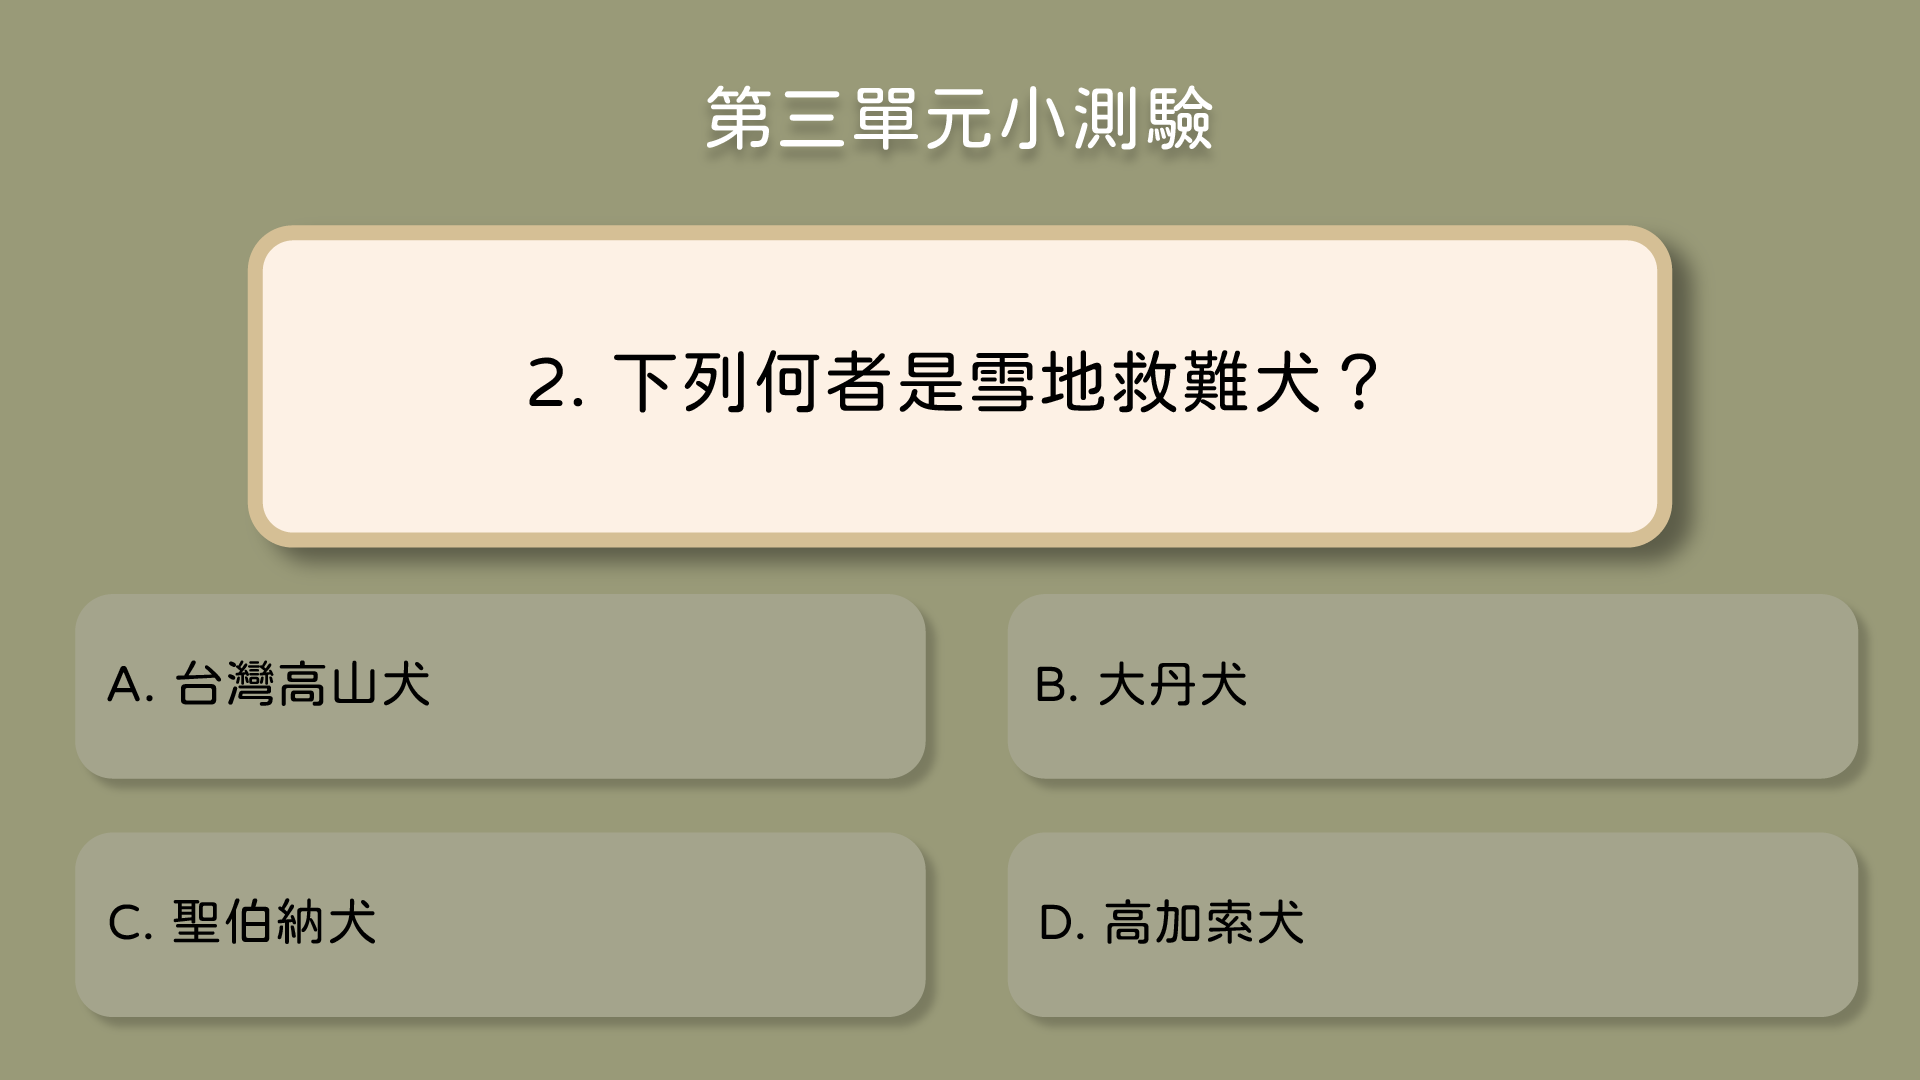 第三單元小測驗
2. 下列何者是雪地救難犬？
A. 台灣高山犬
B. 大丹犬
C. 聖伯納犬
D. 高加索犬